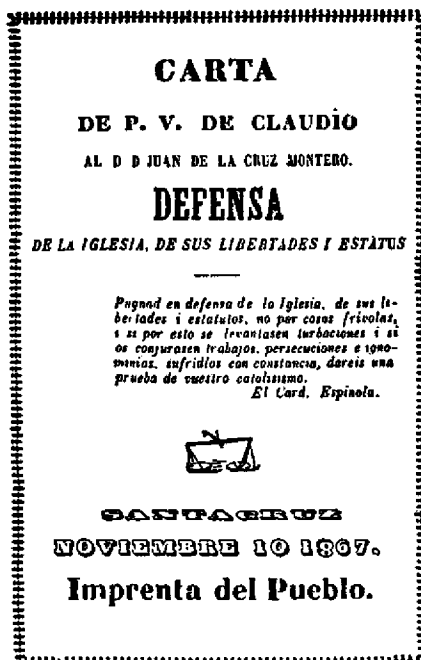 CARTA
DE P. V. DE CLAUDIO
AL D D JUAN DE LA CRUZ MONTERO.
DEFENSA
DE LA IGLESIA, DE SUS LIBERTADES I ESTÀTUS
Pugnad en defensa de la Iglesia, de sus li-
bertades i estatutos, no por cosas frivolas,
i si por esto se levantasen turbaciones i si
os conjurasen trabajos, persecuciones e igno-
minias, sufridlos con constancia, dareis una
prueba de vuestro catolisismo.
El Card. Espinola.
SANTACRUZ
NOVIEMBRE 10 1867.
Imprenta del Pueblo.